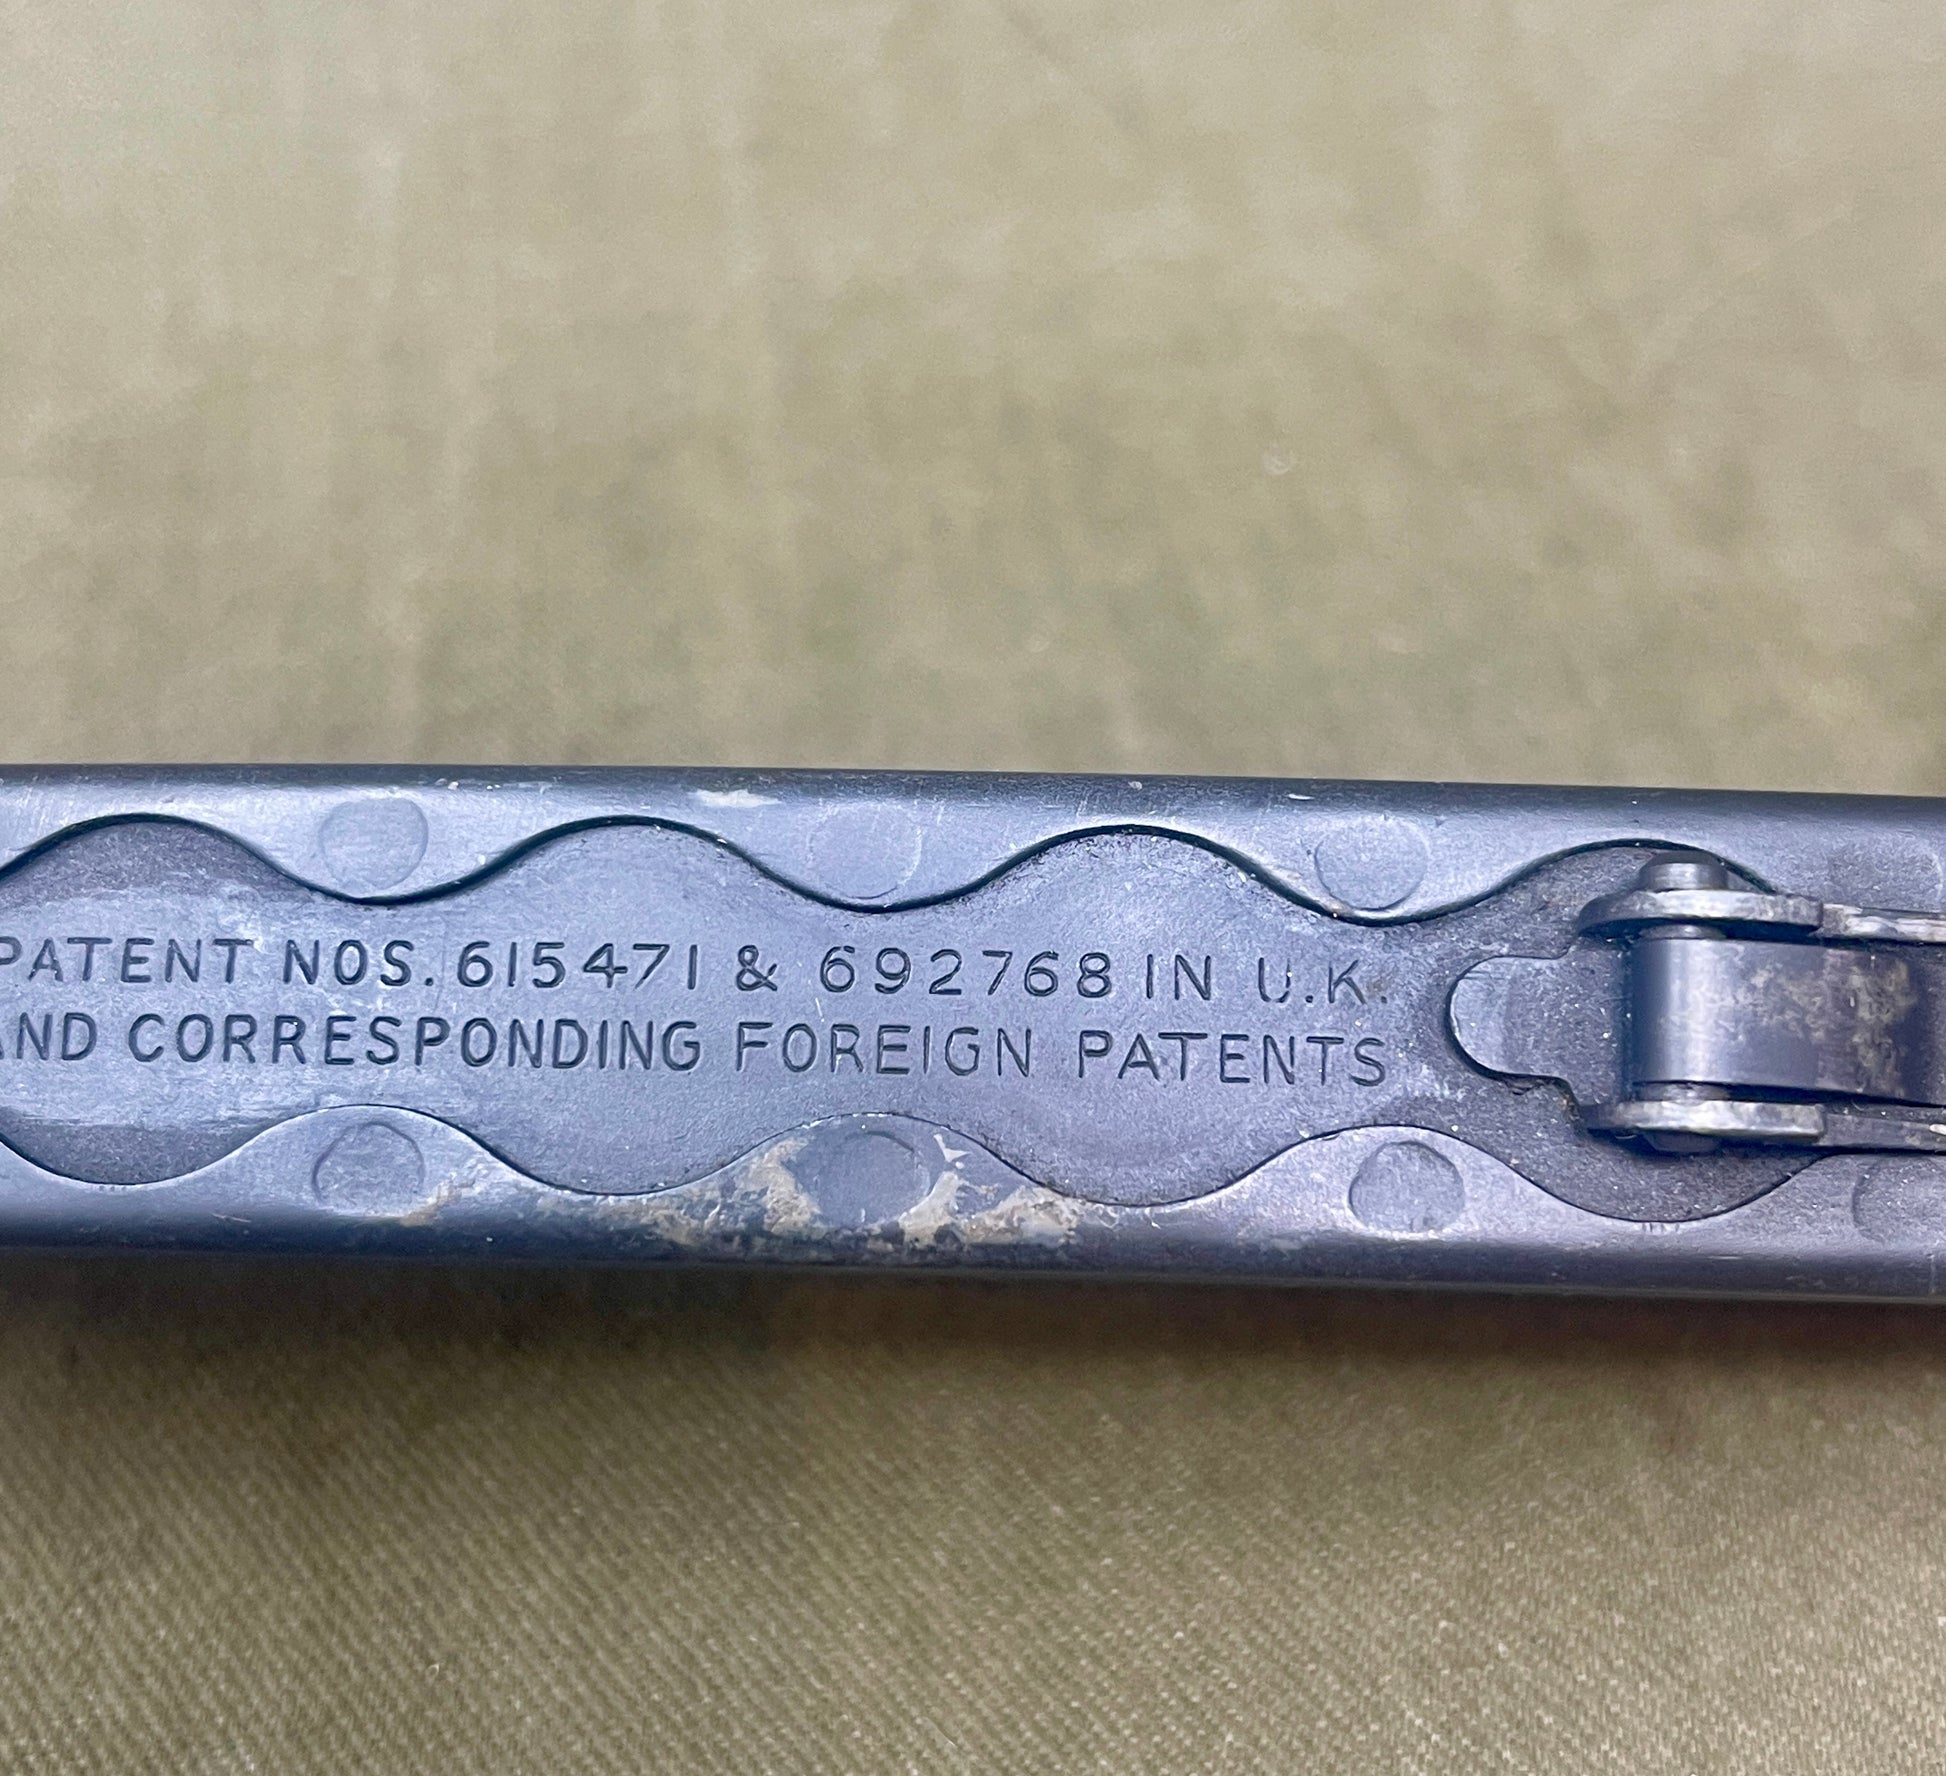 PATENT NOS. 615471 & 692768 IN U.K.
AND CORRESPONDING FOREIGN PATENTS